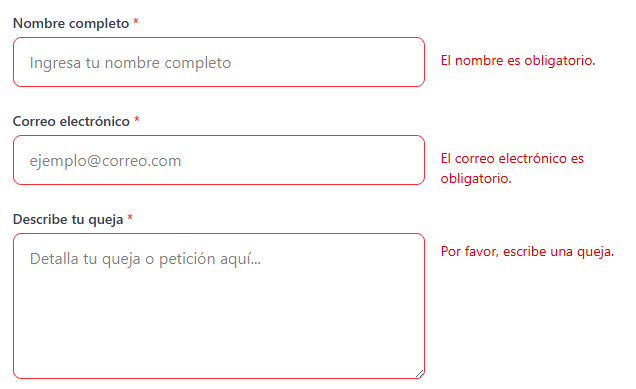 Nombre completo *
Ingresa tu nombre completo
El nombre es obligatorio.
Correo electrónico *
ejemplo@correo.com
El correo electrónico es
obligatorio.
Describe tu queja *
Detalla tu queja o petición aquí...
Por favor, escribe una queja.